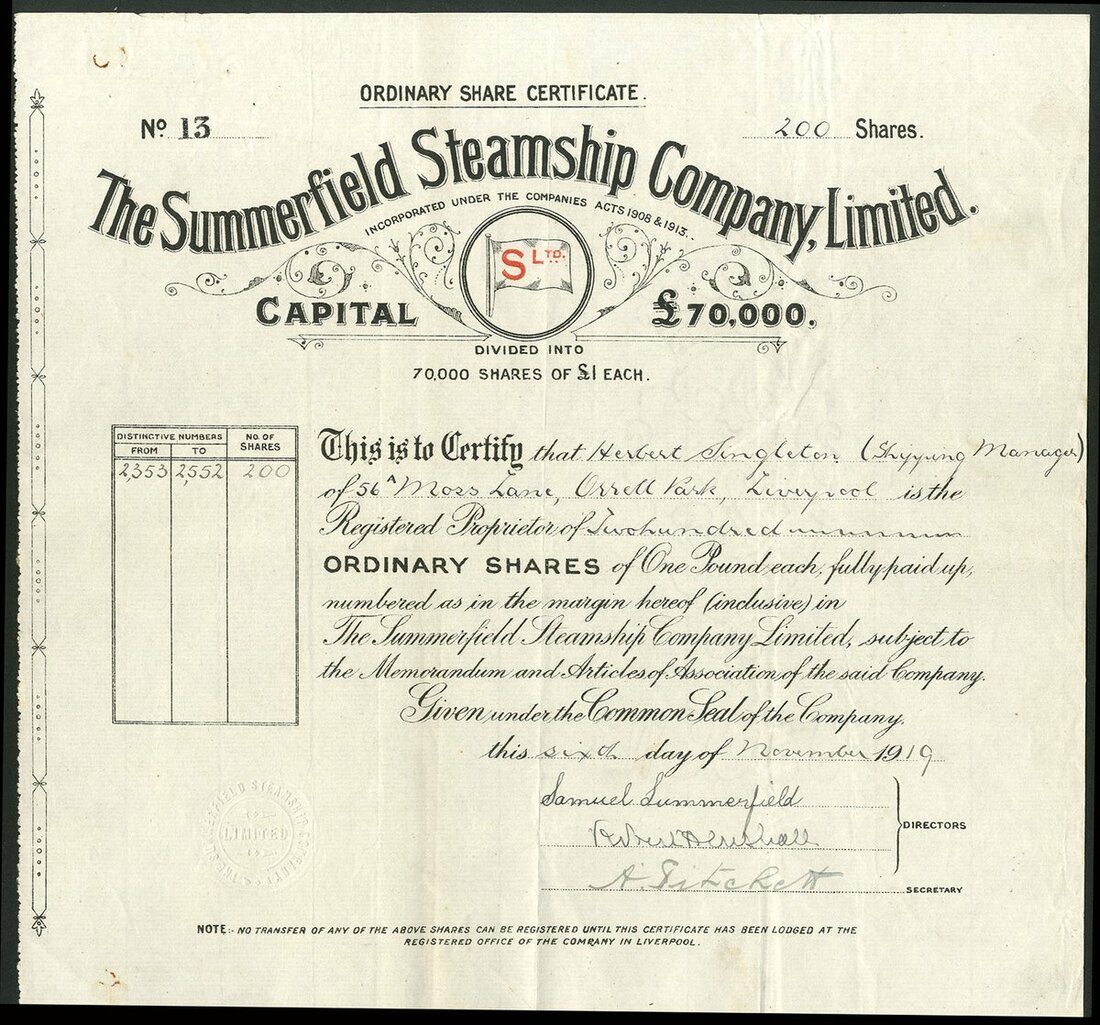 ORDINARY SHARE CERTIFICATE.
No 13
200 Shares.
The Summerfield Steamship Company, Limited.
INCORPORATED UNDER THE COMPANIES ACTS 1908 & 1913.
S LTD.
CAPITAL £70,000.
DIVIDED INTO
70,000 SHARES OF £1 EACH.
DISTINCTIVE NUMBERS
NO. OF SHARES
FROM TO
2,353 2,552 200
This is to Certify that Herbert Singleton (Shipping Manager)
of 56A Moss Lane, Orrell Park, Liverpool is the
Registered Proprietor of Two hundred
ORDINARY SHARES of One Pound each, fully paid up,
numbered as in the margin hereof (inclusive) in
The Summerfield Steamship Company Limited, subject to
the Memorandum and Articles of Association of the said Company.
Given under the Common Seal of the Company,
this sixth day of November 1919
Samuel Summerfield
DIRECTORS
SECRETARY
LIMITED
NOTE:- NO TRANSFER OF ANY OF THE ABOVE SHARES CAN BE REGISTERED UNTIL THIS CERTIFICATE HAS BEEN LODGED AT THE
REGISTERED OFFICE OF THE COMPANY IN LIVERPOOL.